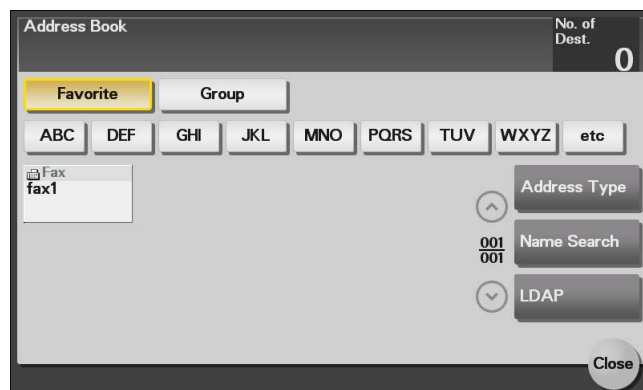 Address Book
No. of
Dest.
0
Favorite
Group
ABC
DEF
GHI
JKL
MNO
PQRS
TUV
WXYZ
etc
Fax
fax1
Address Type
001
001
Name Search
LDAP
Close